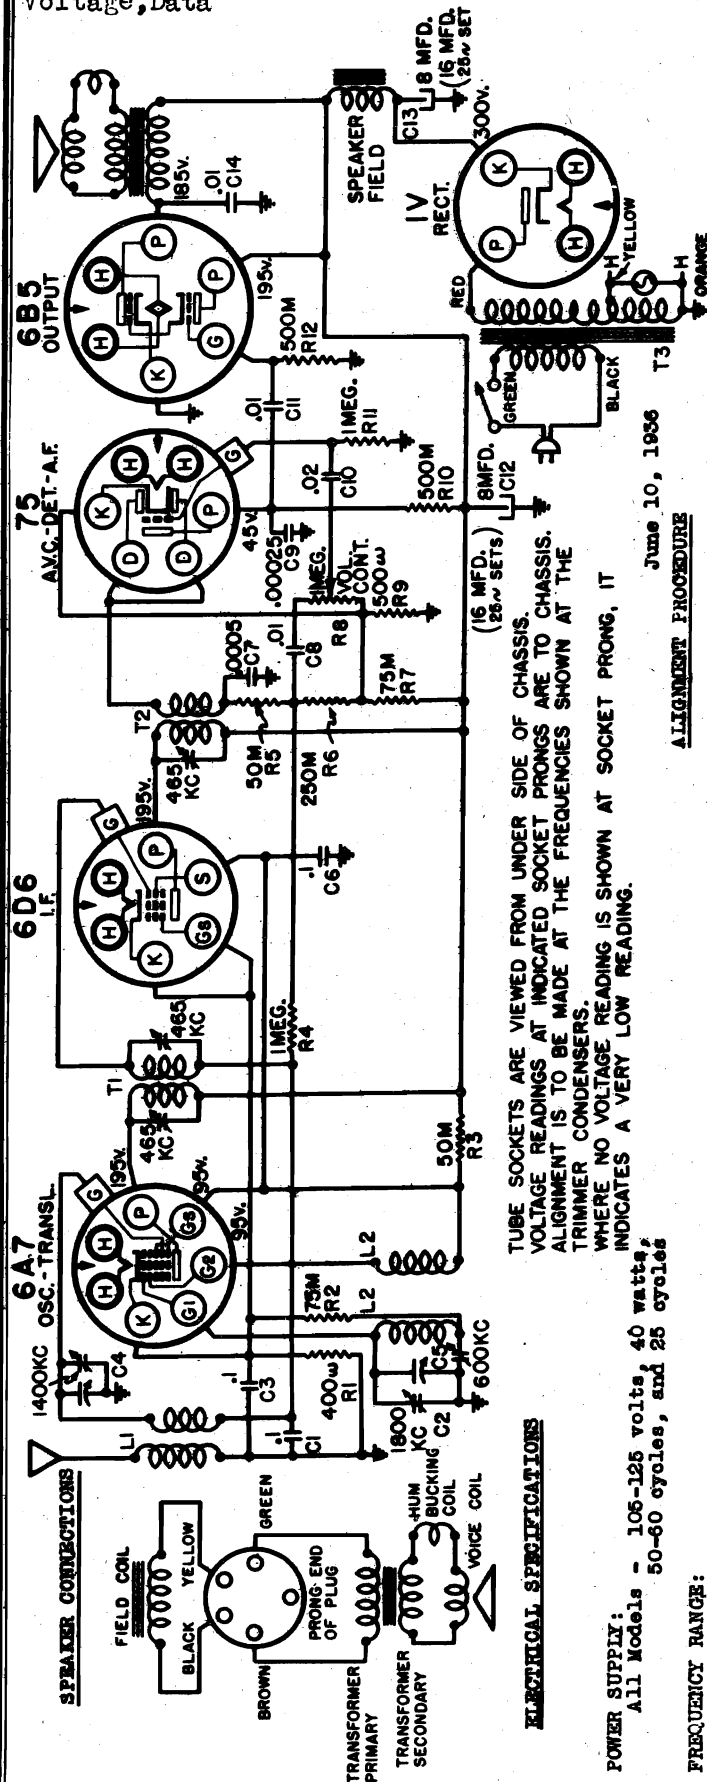 Voltage,Data
6A7
OSC.-TRANSL.
6D6
I.F.
75
A.V.C.-DET.-A.F.
6B5
OUTPUT
SPEAKER CONNECTIONS
FIELD COIL
BLACK
YELLOW
BROWN
GREEN
PRONG END
OF PLUG
TRANSFORMER
PRIMARY
TRANSFORMER
SECONDARY
HUM
BUCKING
COIL
VOICE COIL
L1
1400KC
C4
.1
C1
.1
C3
400ω
R1
75M
R2
L2
L2
1800
KC
C2
C5
600KC
H
H
K
P
G
G1
G2
GS
195V.
95V.
95V.
465
KC
T1
465
KC
1MEG.
R4
50M
R3
H
H
K
P
G
GS
S
195V.
465
KC
T2
.1
C6
50M
R5
250M
R6
.0005
C7
75M
R7
.01
C8
1MEG.
VOL.
CONT.
R8
500ω
R9
K
H
H
D
D
P
G
45V.
.00025
C9
.02
C10
1MEG.
R11
500M
R10
.01
C11
500M
R12
8MFD.
C12
(16 MFD.
25~ SETS)
H
H
K
P
P
G
185V.
195V.
.01
C14
SPEAKER
FIELD
C13
8 MFD.
(16 MFD.
25~ SET
300V.
1V
RECT.
P
K
H
H
RED
YELLOW
H
H
ORANGE
GREEN
BLACK
T3
TUBE SOCKETS ARE VIEWED FROM UNDER SIDE OF CHASSIS.
VOLTAGE READINGS AT INDICATED SOCKET PRONGS ARE TO CHASSIS.
ALIGNMENT IS TO BE MADE AT THE FREQUENCIES SHOWN AT THE
TRIMMER CONDENSERS.
WHERE NO VOLTAGE READING IS SHOWN AT SOCKET PRONG, IT
INDICATES A VERY LOW READING.
ELECTRICAL SPECIFICATIONS
June 10, 1936
POWER SUPPLY:
All Models - 105-125 volts, 40 watts,
50-60 cycles, and 25 cycles
ALIGNMENT PROCEDURE
FREQUENCY RANGE: